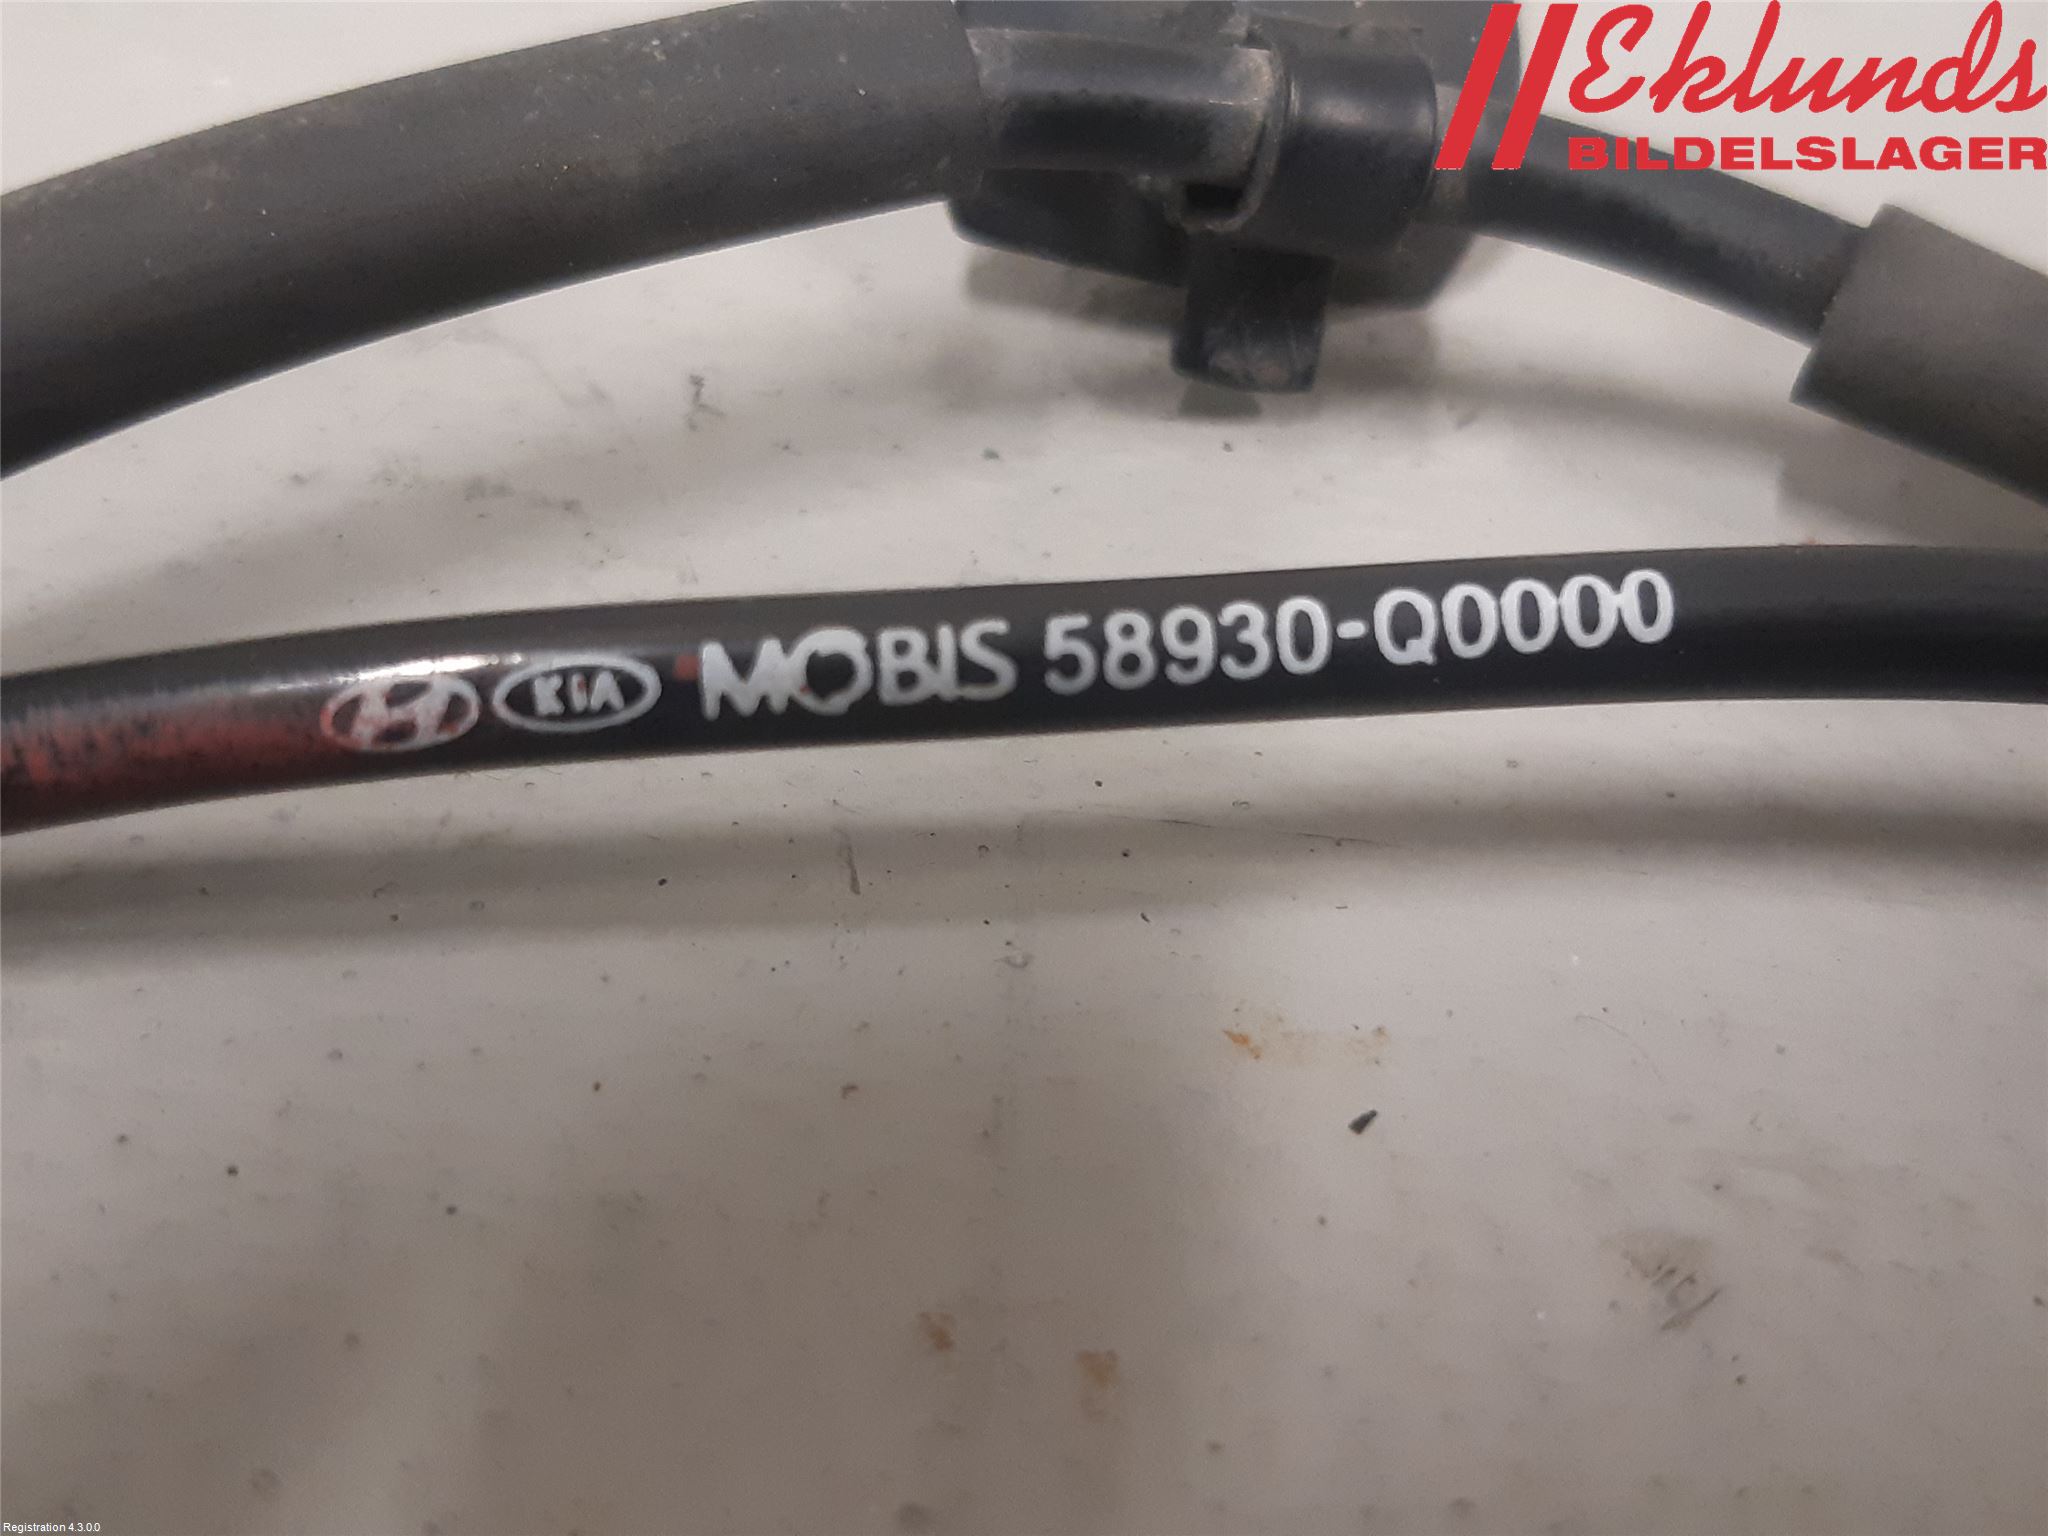 Eklunds
BILDELSLAGER
KIA MOBIS 58930-Q0000
Registration 4.3.0.0